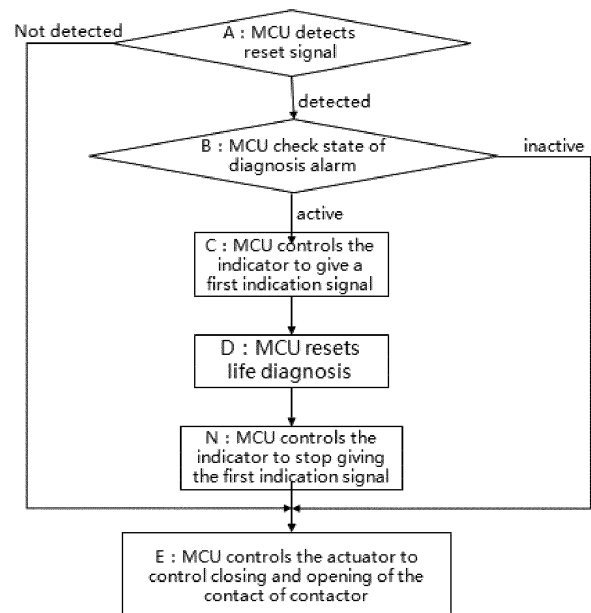 Not detected
A：MCU detects
reset signal
detected
B：MCU check state of
diagnosis alarm
inactive
active
C：MCU controls the
indicator to give a
first indication signal
D：MCU resets
life diagnosis
N：MCU controls the
indicator to stop giving
the first indication signal
E：MCU controls the actuator to
control closing and opening of the
contact of contactor